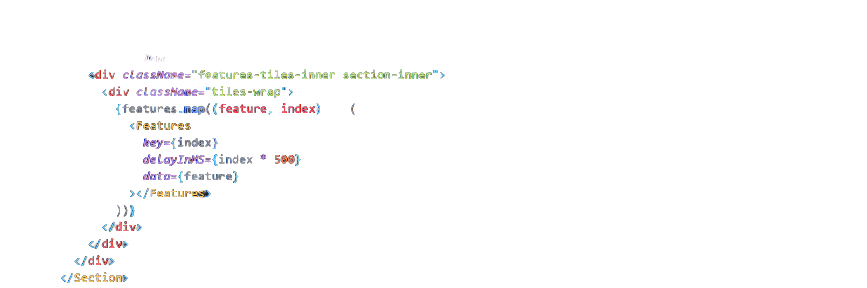 <div className="features-tiles-inner section-inner">
<div className="tiles-wrap">
{features.map((feature, index) (
<Features
key={index}
delayInMS={index * 500}
data={feature}
></Features>
))}
</div>
</div>
</div>
</Section>